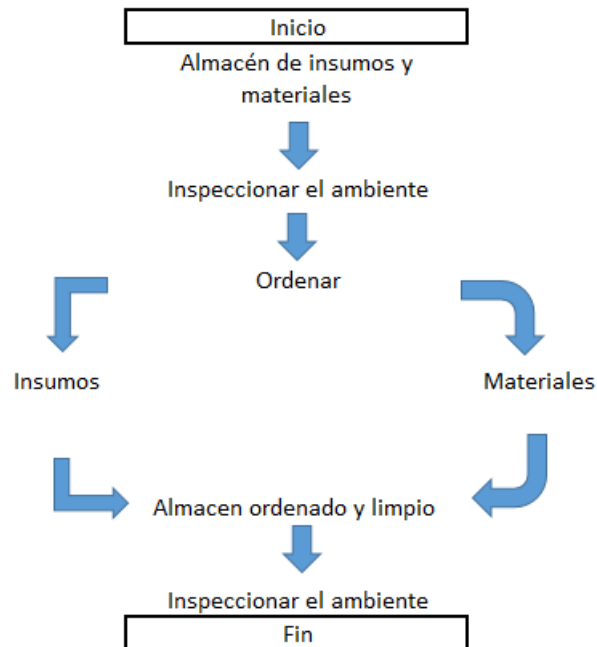 Inicio
Almacén de insumos y
materiales
Inspeccionar el ambiente
Ordenar
Insumos
Materiales
Almacen ordenado y limpio
Inspeccionar el ambiente
Fin